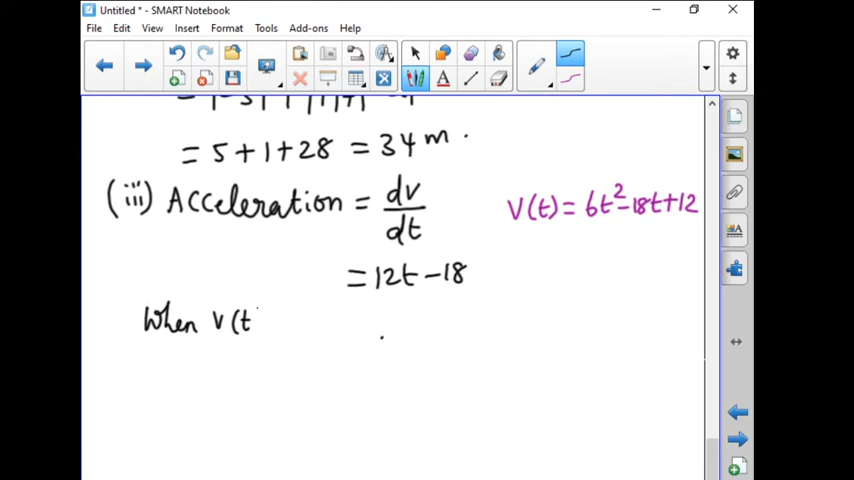 Untitled * - SMART Notebook
File Edit View Insert Format Tools Add-ons Help
= 5 + 1 + 28 = 34 m .
(iii) Acceleration = dv/dt
V(t) = 6t² - 18t + 12
= 12t - 18
When v (t